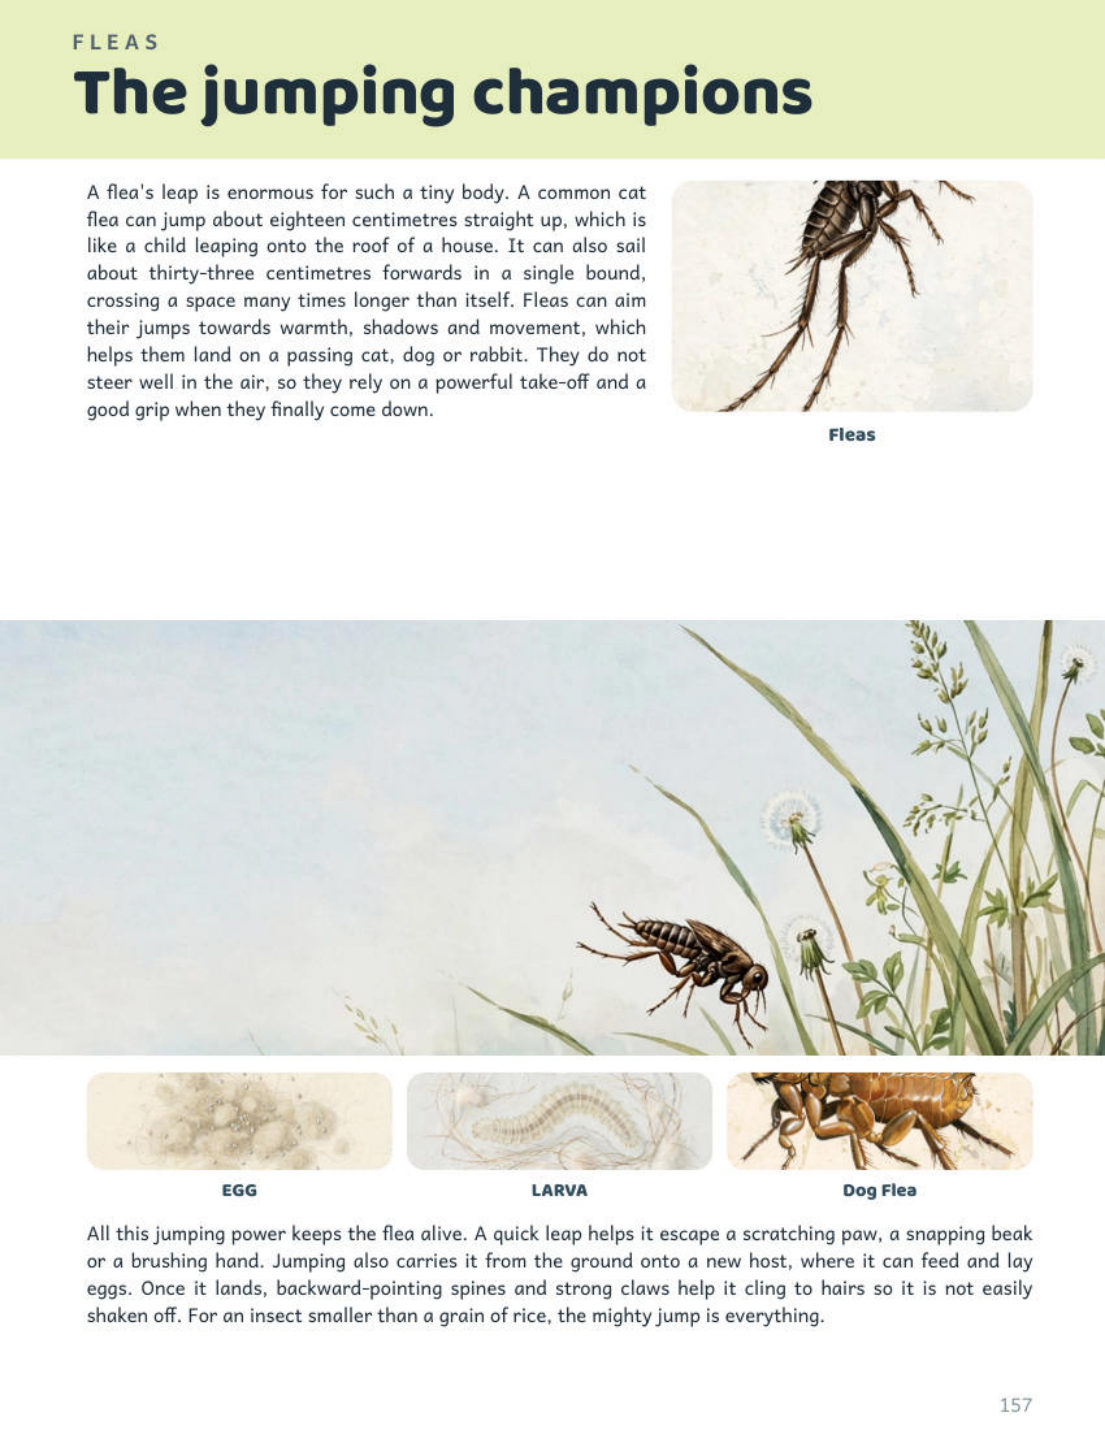 FLEAS
The jumping champions
A flea's leap is enormous for such a tiny body. A common cat
flea can jump about eighteen centimetres straight up, which is
like a child leaping onto the roof of a house. It can also sail
about thirty-three centimetres forwards in a single bound,
crossing a space many times longer than itself. Fleas can aim
their jumps towards warmth, shadows and movement, which
helps them land on a passing cat, dog or rabbit. They do not
steer well in the air, so they rely on a powerful take-off and a
good grip when they finally come down.
Fleas
EGG
LARVA
Dog Flea
All this jumping power keeps the flea alive. A quick leap helps it escape a scratching paw, a snapping beak
or a brushing hand. Jumping also carries it from the ground onto a new host, where it can feed and lay
eggs. Once it lands, backward-pointing spines and strong claws help it cling to hairs so it is not easily
shaken off. For an insect smaller than a grain of rice, the mighty jump is everything.
157